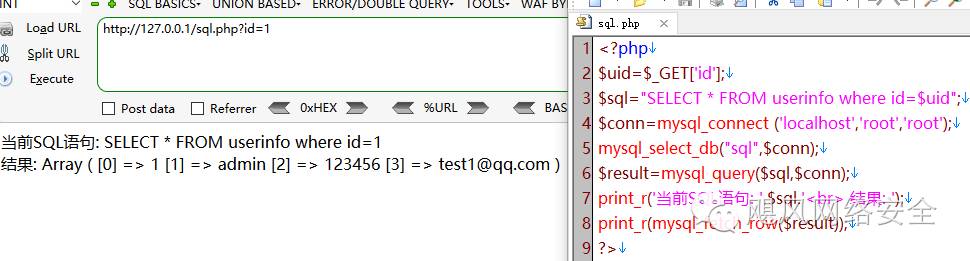 INT
SQL BASICS
UNION BASED
ERROR/DOUBLE QUERY
TOOLS
WAF BY
Load URL
Split URL
Execute
http://127.0.0.1/sql.php?id=1
Post data
Referrer
0xHEX
%URL
BAS
当前SQL语句: SELECT * FROM userinfo where id=1
结果: Array ( [0] => 1 [1] => admin [2] => 123456 [3] => test1@qq.com )
sql.php ×
1 <?php↓
2 $uid=$_GET['id'];↓
3 $sql="SELECT * FROM userinfo where id=$uid";↓
4 $conn=mysql_connect ('localhost','root','root');↓
5 mysql_select_db("sql",$conn);↓
6 $result=mysql_query($sql,$conn);↓
7 print_r('当前SQL语句: '.$sql.'<br> 结果: ');↓
8 print_r(mysql_fetch_row($result));↓
9 ?>↓
飓风网络安全